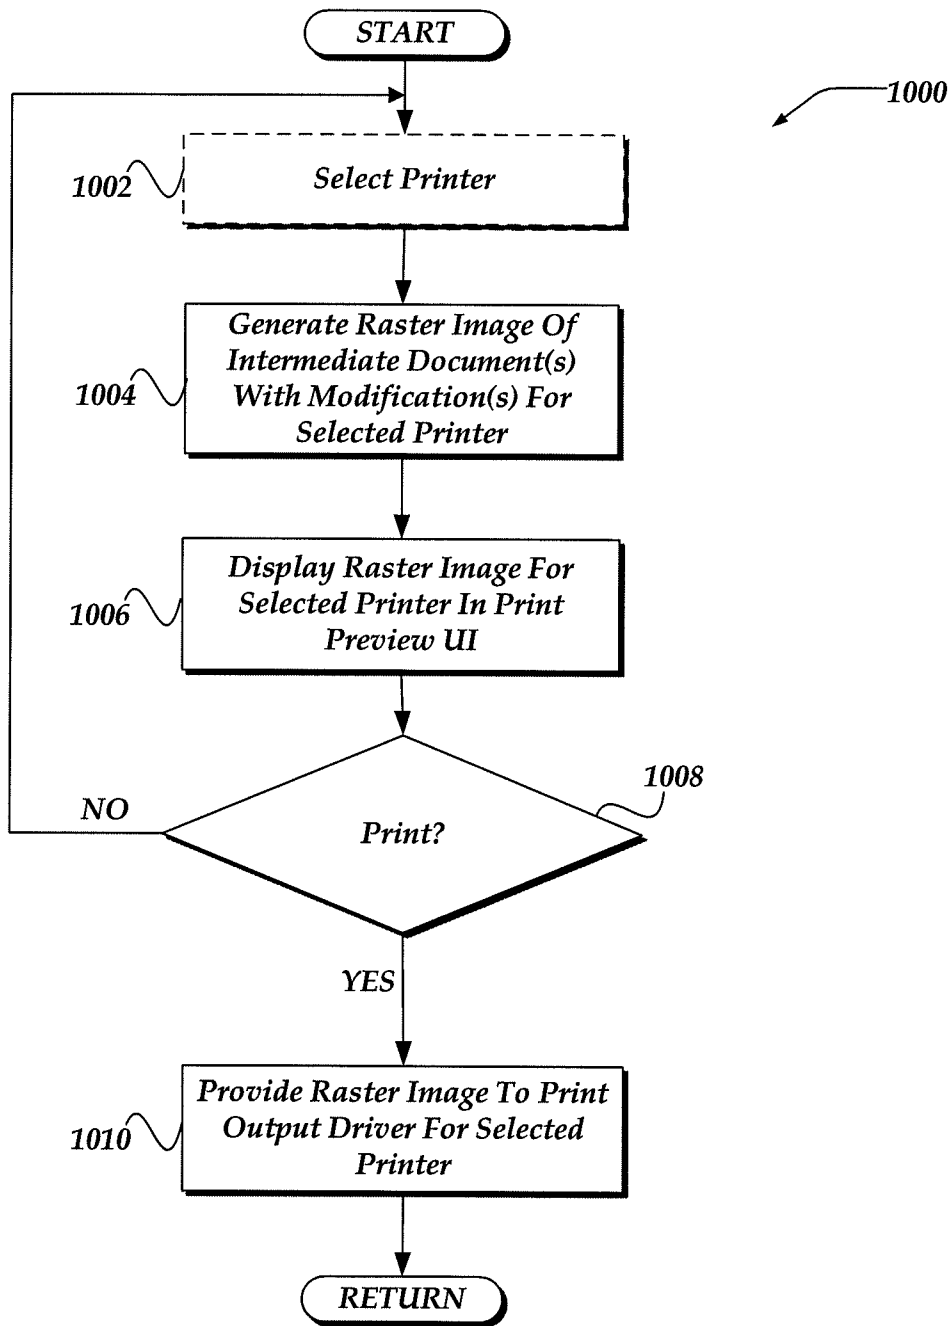 START
1000
1002
Select Printer
Generate Raster Image Of
Intermediate Document(s)
With Modification(s) For
Selected Printer
1004
Display Raster Image For
Selected Printer In Print
Preview UI
1006
1008
NO
Print?
YES
Provide Raster Image To Print
Output Driver For Selected
Printer
1010
RETURN